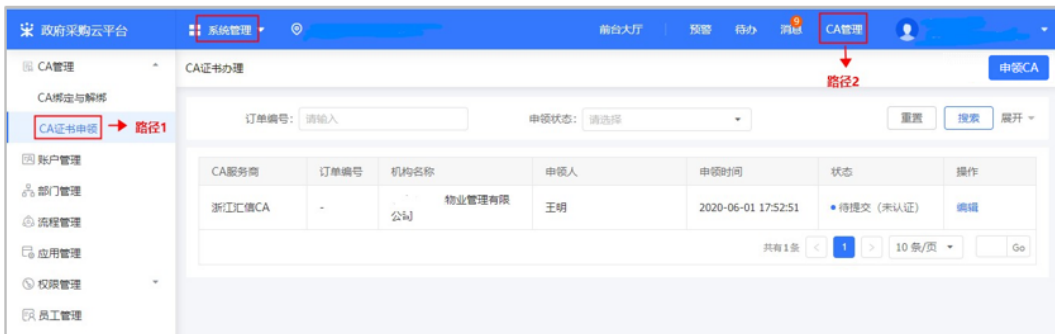 政府采购云平台
系统管理
前台大厅
预警
待办
消息
9
CA管理
路径2
CA管理
CA绑定与解绑
CA证书申领
路径1
账户管理
部门管理
流程管理
应用管理
权限管理
员工管理
CA证书办理
申领CA
订单编号： 请输入 申领状态： 请选择 重置 搜索 展开
CA服务商 订单编号 机构名称 申领人 申领时间 状态 操作
浙江汇信CA - 物业管理有限公司 王明 2020-06-01 17:52:51 待提交（未认证） 编辑
共有1条 < 1 > 10 条/页 Go